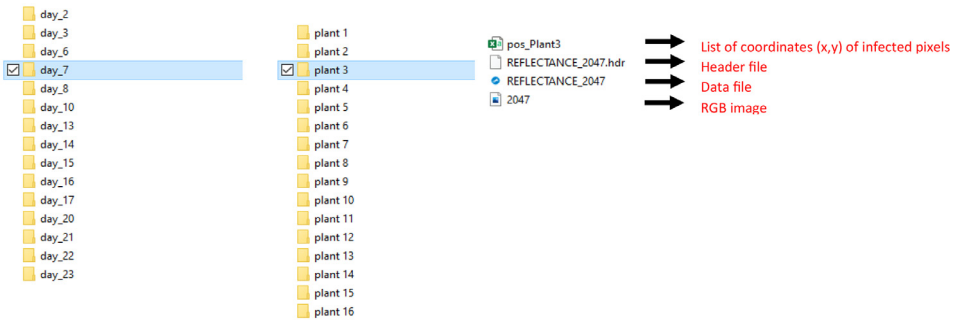 day_2
day_3
day_6
day_7
day_8
day_10
day_13
day_14
day_15
day_16
day_17
day_20
day_21
day_22
day_23
plant 1
plant 2
plant 3
plant 4
plant 5
plant 6
plant 7
plant 8
plant 9
plant 10
plant 11
plant 12
plant 13
plant 14
plant 15
plant 16
pos_Plant3 List of coordinates (x,y) of infected pixels
REFLECTANCE_2047.hdr Header file
REFLECTANCE_2047 Data file
2047 RGB image